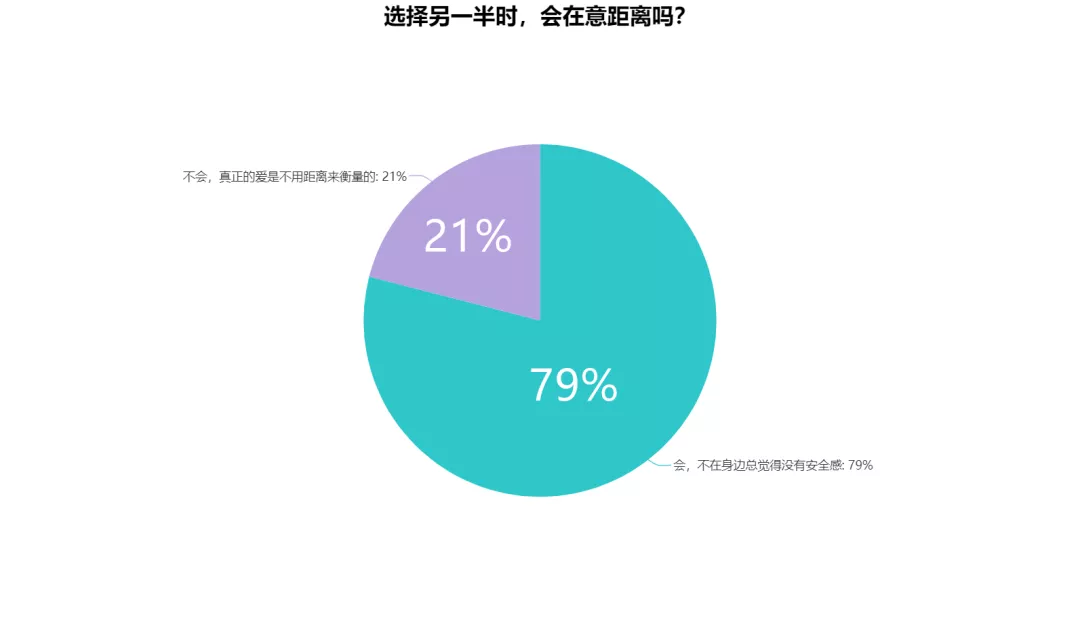 选择另一半时，会在意距离吗？
不会，真正的爱是不用距离来衡量的: 21%
21%
79%
会，不在身边总觉得没有安全感: 79%